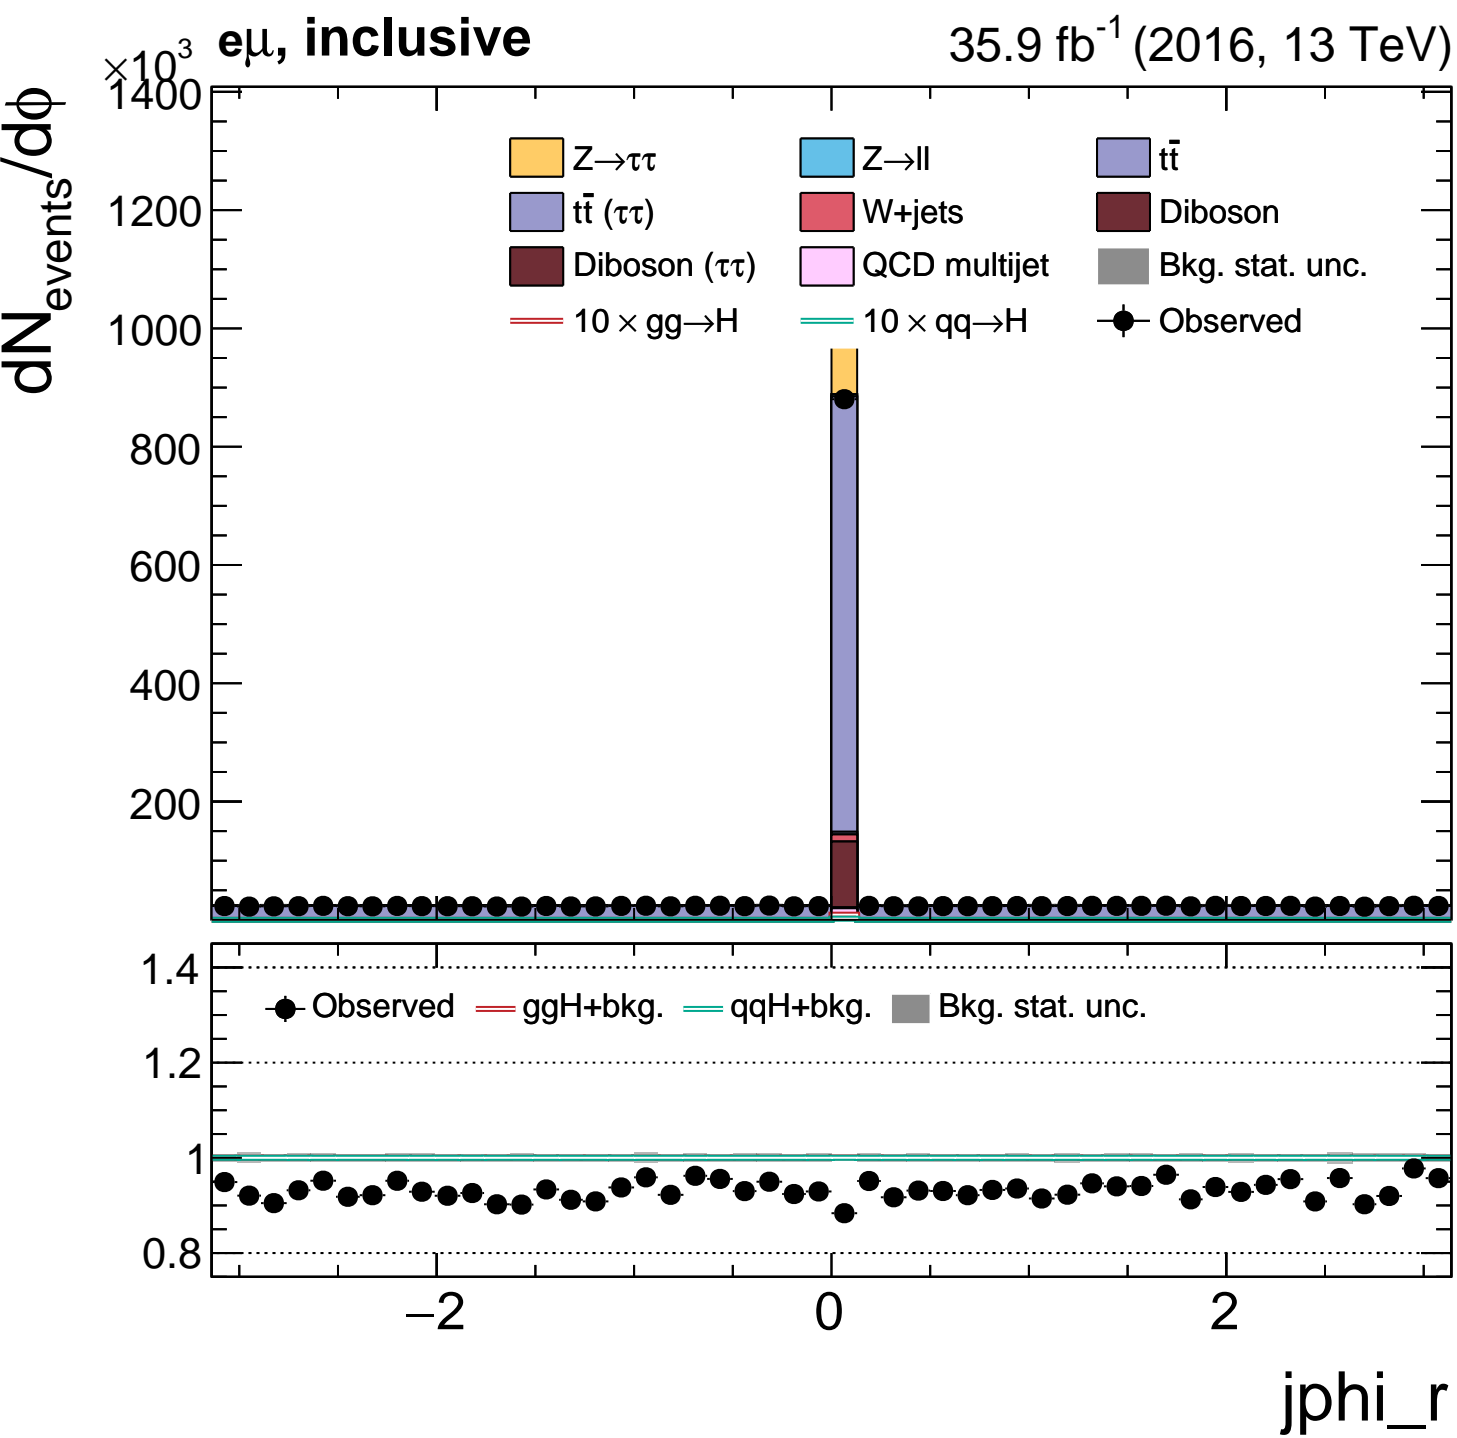 ×10³ eμ, inclusive 35.9 fb⁻¹ (2016, 13 TeV)
dN_events/dϕ
1400
1200
1000
800
600
400
200
Z→ττ Z→ll tt̄
tt̄ (ττ) W+jets Diboson
Diboson (ττ) QCD multijet Bkg. stat. unc.
10 × gg→H 10 × qq→H Observed
1.4
Observed ggH+bkg. qqH+bkg. Bkg. stat. unc.
1.2
1
0.8
−2 0 2
jphi_r